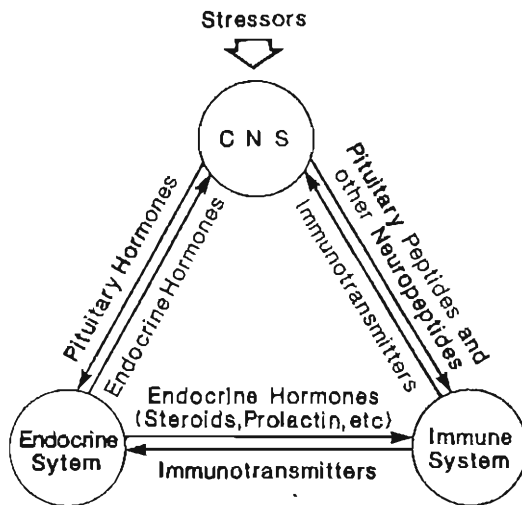 Stressors
CNS
Pituitary Hormones
Endocrine Hormones
Immunotransmitters
Pituitary Peptides and
other Neuropeptides
Endocrine Hormones
(Steroids, Prolactin, etc)
Immunotransmitters
Endocrine
Sytem
Immune
System